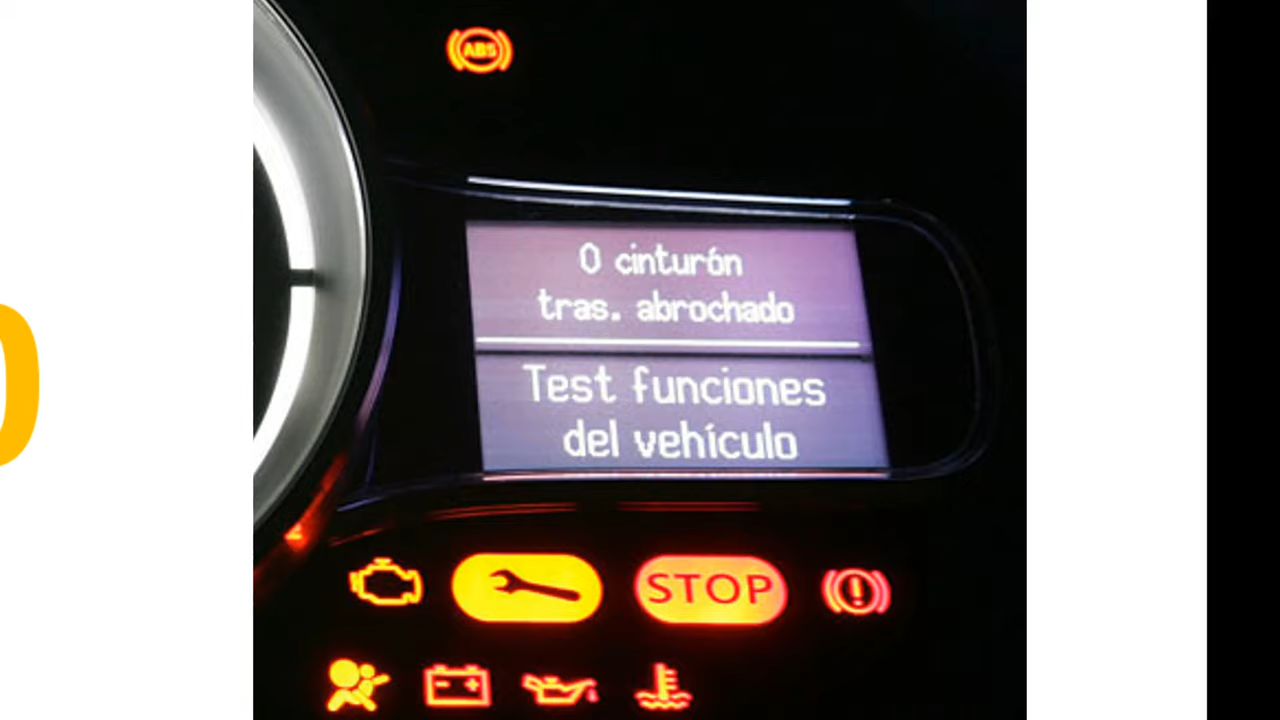 ABS
0 cinturón
tras. abrochado
Test funciones
del vehículo
STOP